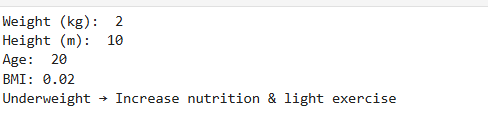 Weight (kg):  2
Height (m):  10
Age:  20
BMI: 0.02
Underweight → Increase nutrition & light exercise